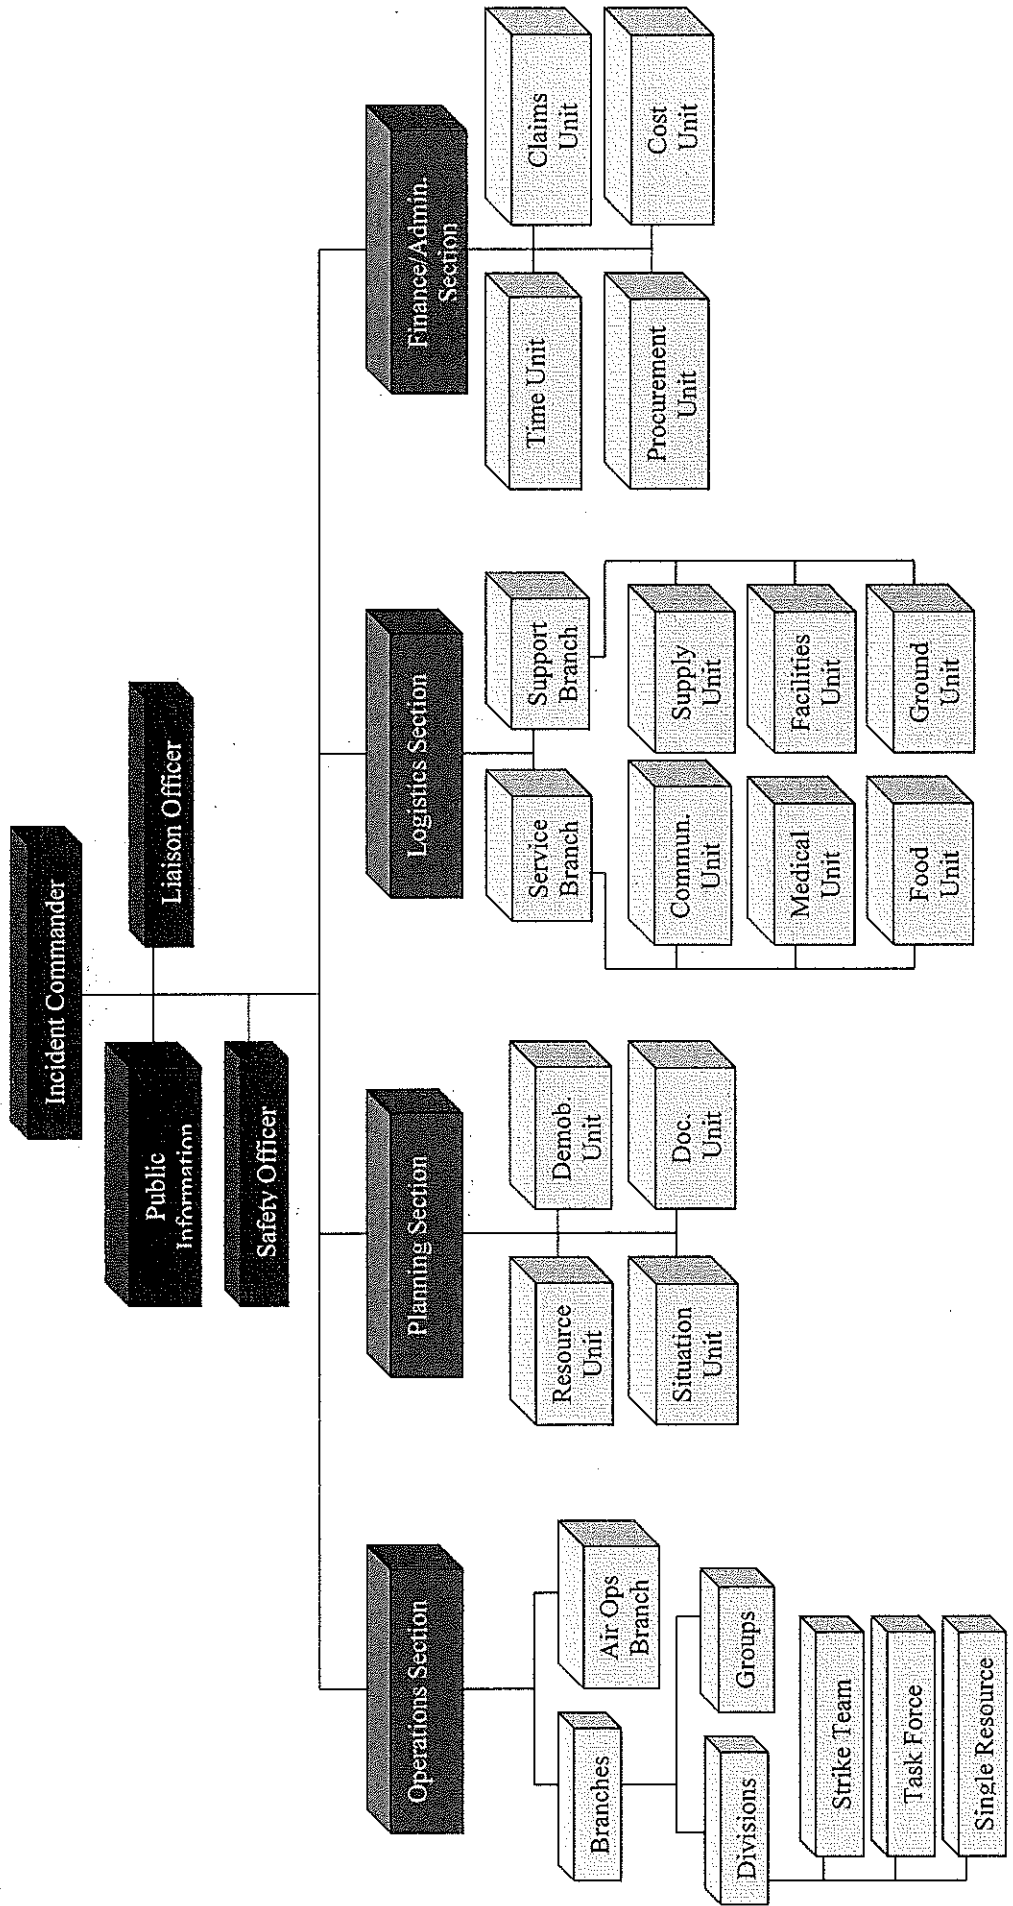 Incident Commander
Public
Information
Liaison Officer
Safety Officer
Operations Section
Planning Section
Logistics Section
Finance/Admin.
Section
Branches
Air Ops
Branch
Divisions
Groups
Strike Team
Task Force
Single Resource
Resource
Unit
Demob.
Unit
Situation
Unit
Doc.
Unit
Service
Branch
Support
Branch
Commun.
Unit
Supply
Unit
Medical
Unit
Facilities
Unit
Food
Unit
Ground
Unit
Time Unit
Claims
Unit
Procurement
Unit
Cost
Unit